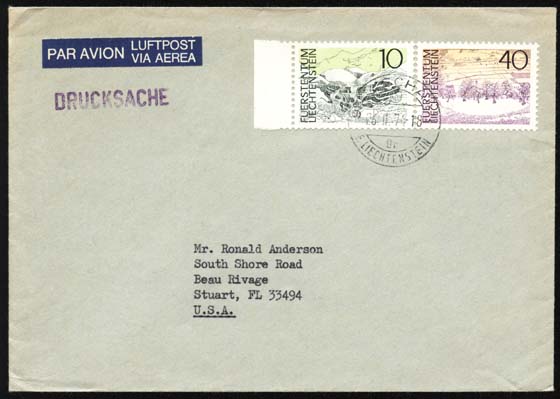 PAR AVION LUFTPOST
VIA AEREA
DRUCKSACHE
10
FUERSTENTUM
LIECHTENSTEIN
40
FUERSTENTUM
LIECHTENSTEIN
LIECHTENSTEIN
Mr. Ronald Anderson
South Shore Road
Beau Rivage
Stuart, FL 33494
U.S.A.